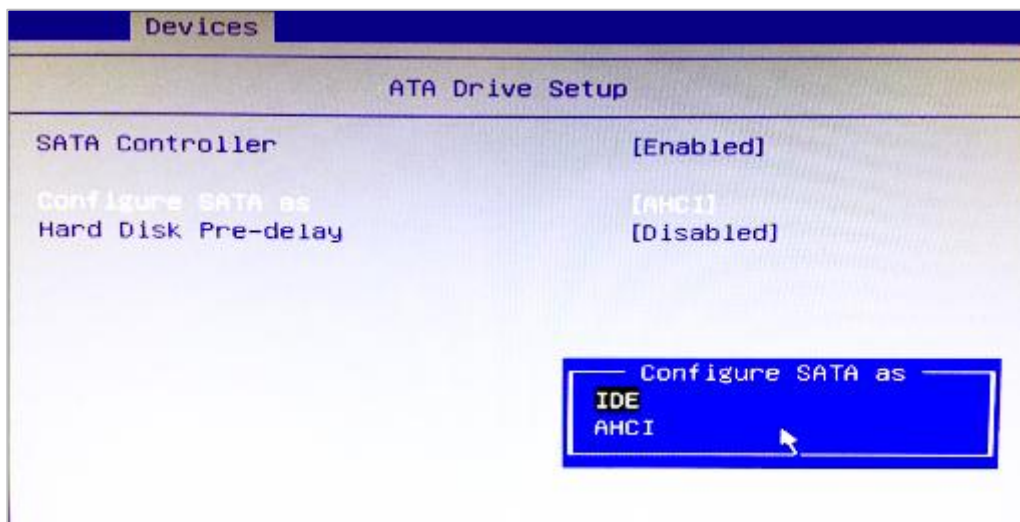 Devices
ATA Drive Setup
SATA Controller [Enabled]
Configure SATA as [AHCI]
Hard Disk Pre-delay [Disabled]
Configure SATA as
IDE
AHCI